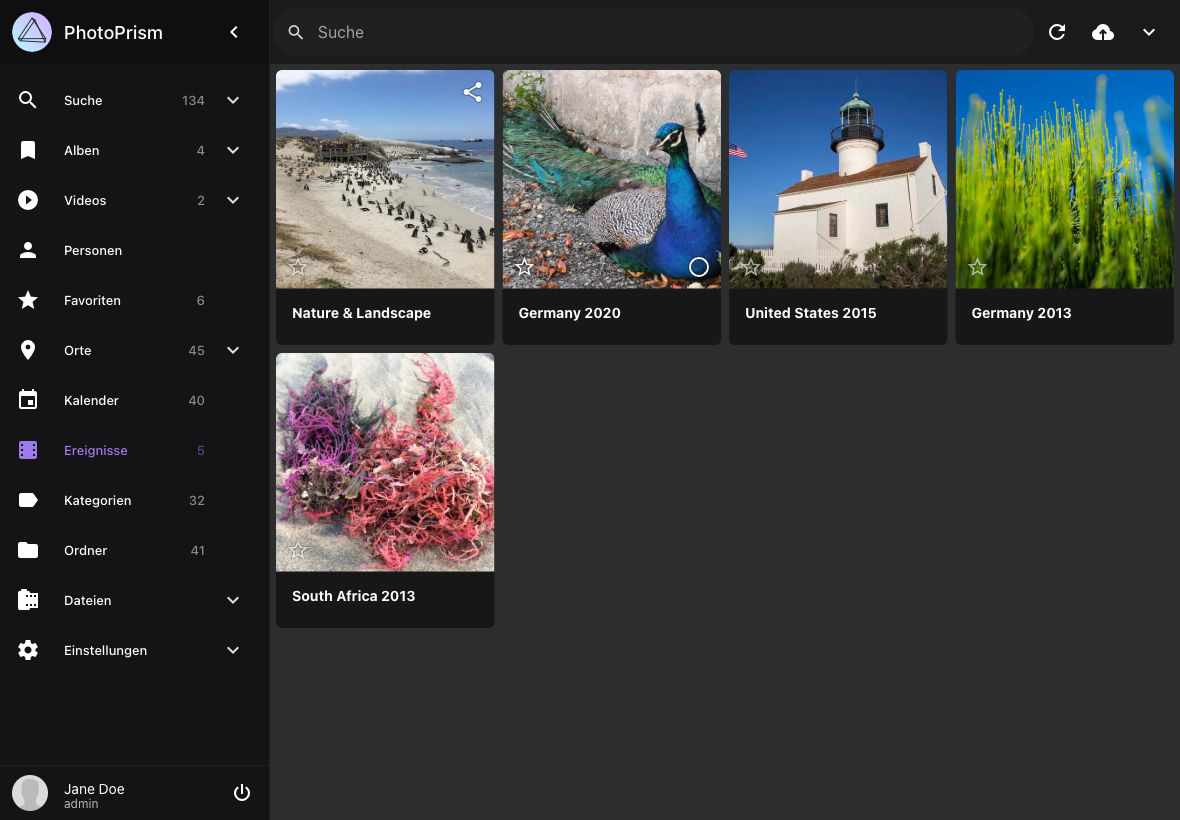 PhotoPrism
Suche
Suche 134
Alben 4
Videos 2
Personen
Favoriten 6
Orte 45
Kalender 40
Ereignisse 5
Kategorien 32
Ordner 41
Dateien
Einstellungen
Jane Doe
admin
Nature & Landscape
Germany 2020
United States 2015
Germany 2013
South Africa 2013